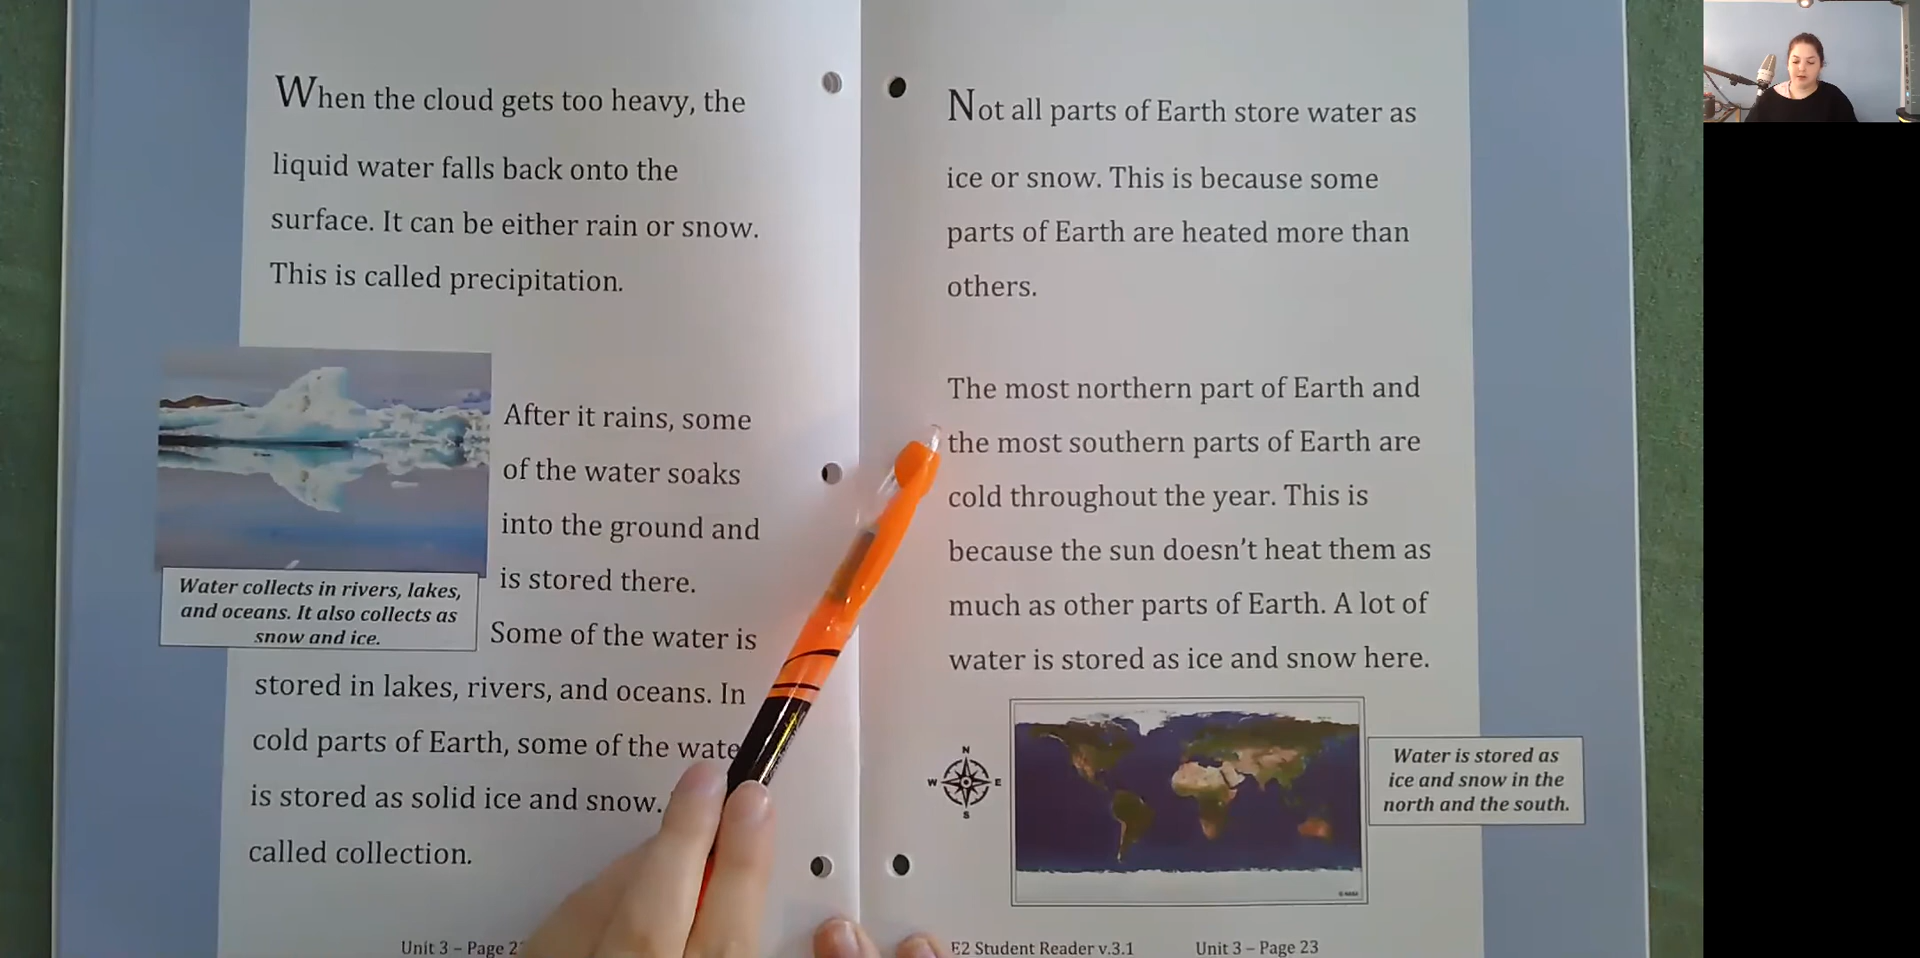 When the cloud gets too heavy, the
liquid water falls back onto the
surface. It can be either rain or snow.
This is called precipitation.
After it rains, some
of the water soaks
into the ground and
is stored there.
Some of the water is
stored in lakes, rivers, and oceans. In
cold parts of Earth, some of the wate
is stored as solid ice and snow.
called collection.
Water collects in rivers, lakes,
and oceans. It also collects as
snow and ice.
Unit 3 – Page 2
Not all parts of Earth store water as
ice or snow. This is because some
parts of Earth are heated more than
others.
The most northern part of Earth and
the most southern parts of Earth are
cold throughout the year. This is
because the sun doesn't heat them as
much as other parts of Earth. A lot of
water is stored as ice and snow here.
N
W E
S
© NASA
Water is stored as
ice and snow in the
north and the south.
E2 Student Reader v.3.1 Unit 3 – Page 23